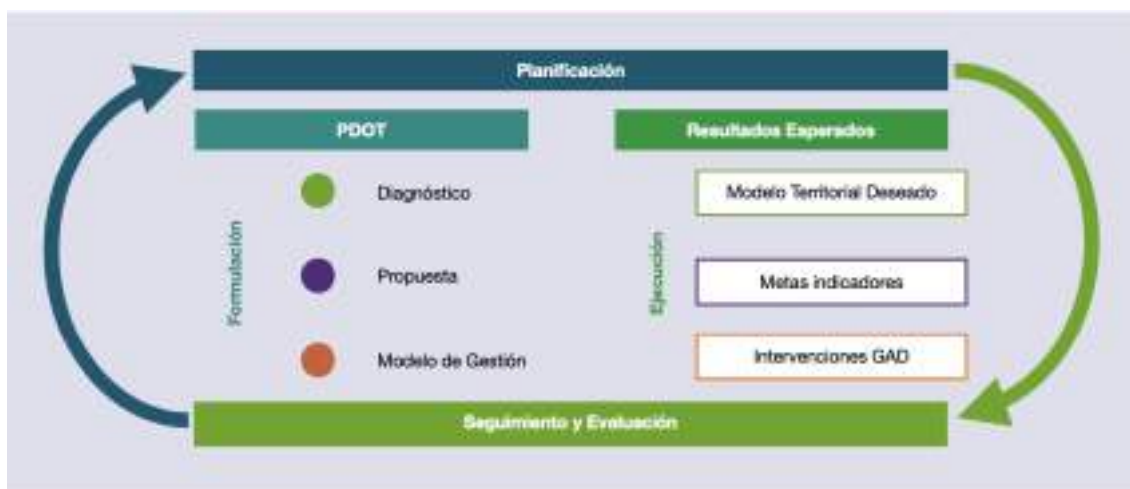 Planificación
PDOT
Resultados Esperados
Formulación
Diagnóstico
Propuesta
Modelo de Gestión
Ejecución
Modelo Territorial Deseado
Metas indicadores
Intervenciones GAD
Seguimiento y Evaluación